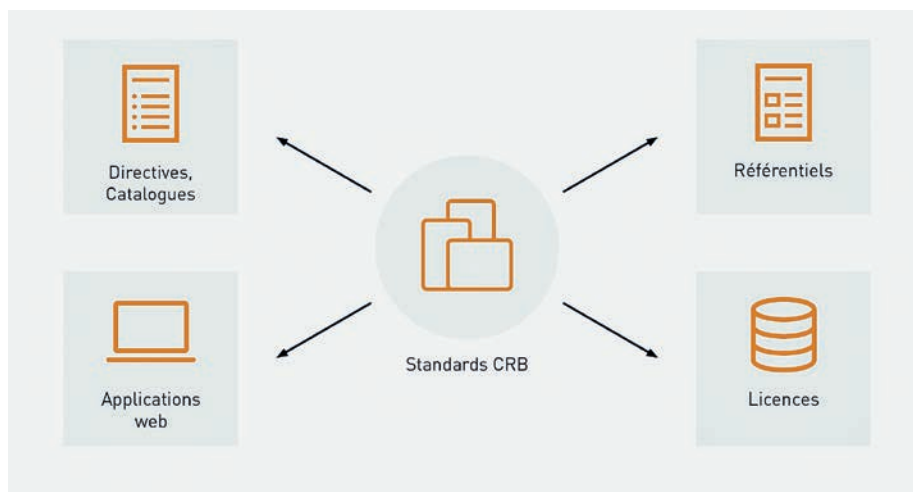 Directives,
Catalogues
Référentiels
Standards CRB
Applications
web
Licences